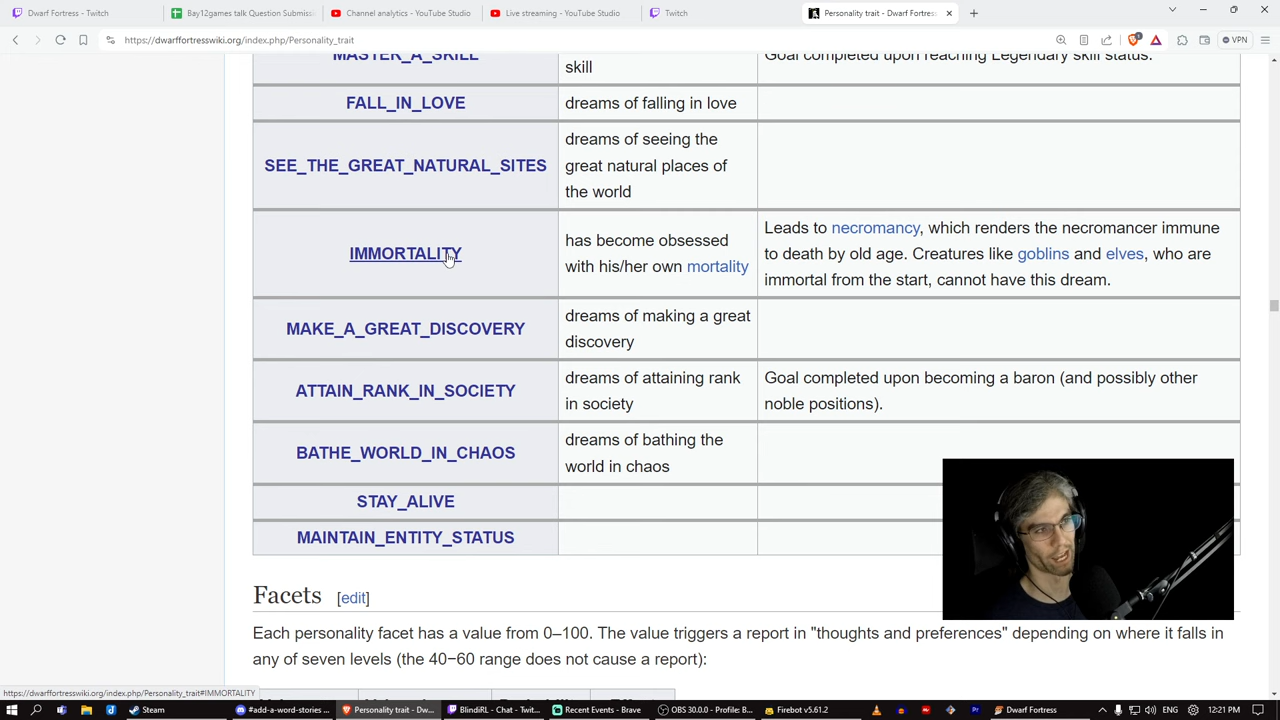 Dwarf Fortress - Twitch
Bay12games talk Question Submissi
Channel analytics - YouTube Studio
Live streaming - YouTube Studio
Twitch
Personality trait - Dwarf Fortress
https://dwarffortresswiki.org/index.php/Personality_trait
VPN
MASTER_A_SKILL
skill
Goal completed upon reaching Legendary skill status.
FALL_IN_LOVE
dreams of falling in love
SEE_THE_GREAT_NATURAL_SITES
dreams of seeing the
great natural places of
the world
IMMORTALITY
has become obsessed
with his/her own mortality
Leads to necromancy, which renders the necromancer immune
to death by old age. Creatures like goblins and elves, who are
immortal from the start, cannot have this dream.
MAKE_A_GREAT_DISCOVERY
dreams of making a great
discovery
ATTAIN_RANK_IN_SOCIETY
dreams of attaining rank
in society
Goal completed upon becoming a baron (and possibly other
noble positions).
BATHE_WORLD_IN_CHAOS
dreams of bathing the
world in chaos
STAY_ALIVE
MAINTAIN_ENTITY_STATUS
Facets [edit]
Each personality facet has a value from 0–100. The value triggers a report in "thoughts and preferences" depending on where it falls in
any of seven levels (the 40–60 range does not cause a report):
https://dwarffortresswiki.org/index.php/Personality_trait#IMMORTALITY
Steam
#add-a-word-stories ...
Personality trait - Dw...
BlindiRL - Chat - Twit...
Recent Events - Brave
OBS 30.0.0 - Profile: B...
Firebot v5.61.2
ENG
12:21 PM
Dwarf Fortress